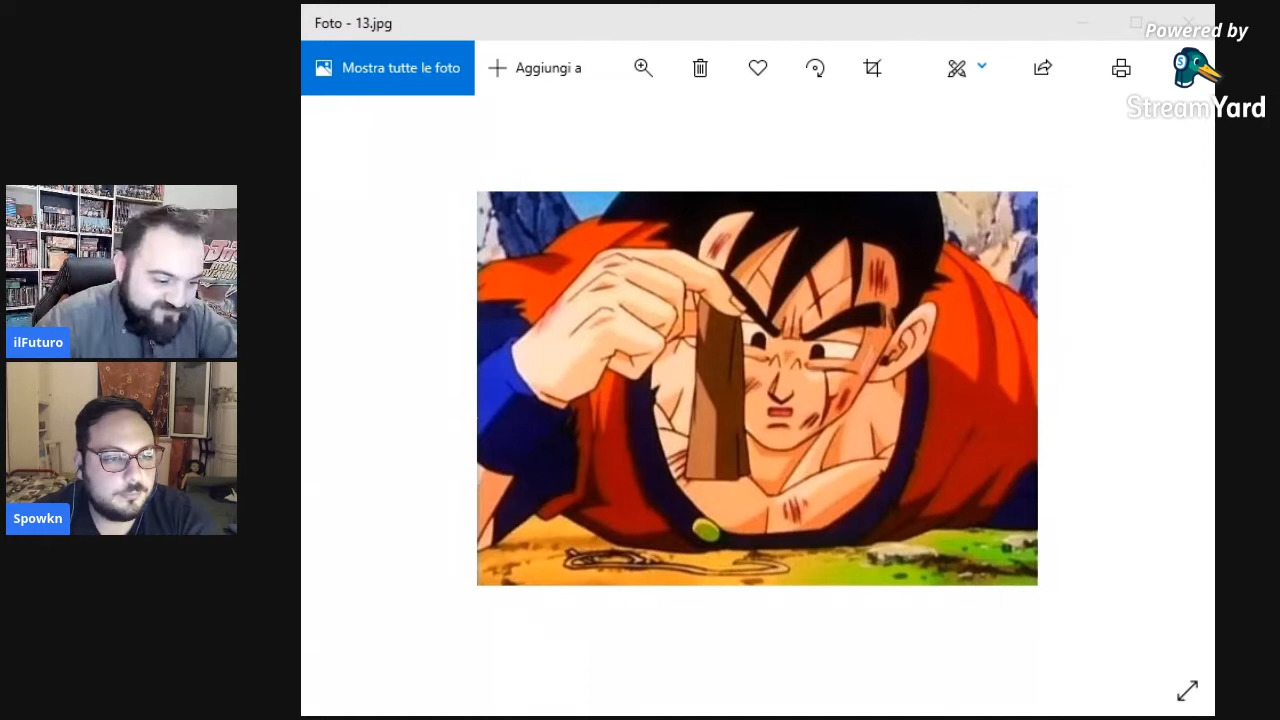 Foto - 13.jpg
Powered by
Mostra tutte le foto
Aggiungi a
StreamYard
ilFuturo
Spowkn